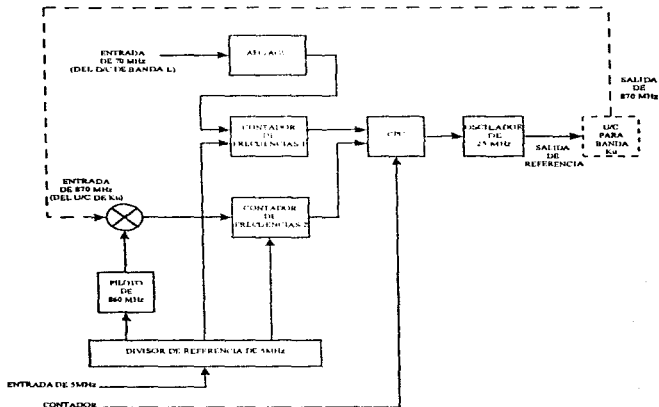 ENTRADA
DE 70 MHz
(DEL D/C DE BANDA L)
AFC/AGC
SALIDA
DE
870 MHz
CONTADOR
DE
FRECUENCIAS 1
CPU
OSCILADOR
DE
25 MHz
SALIDA
DE
REFERENCIA
U/C
PARA
BANDA
Ku
ENTRADA
DE 870 MHz
(DEL U/C DE Ku)
CONTADOR
DE
FRECUENCIAS 2
PILOTO
DE
860 MHz
DIVISOR DE REFERENCIA DE 5MHz
ENTRADA DE 5MHz
CONTADOR